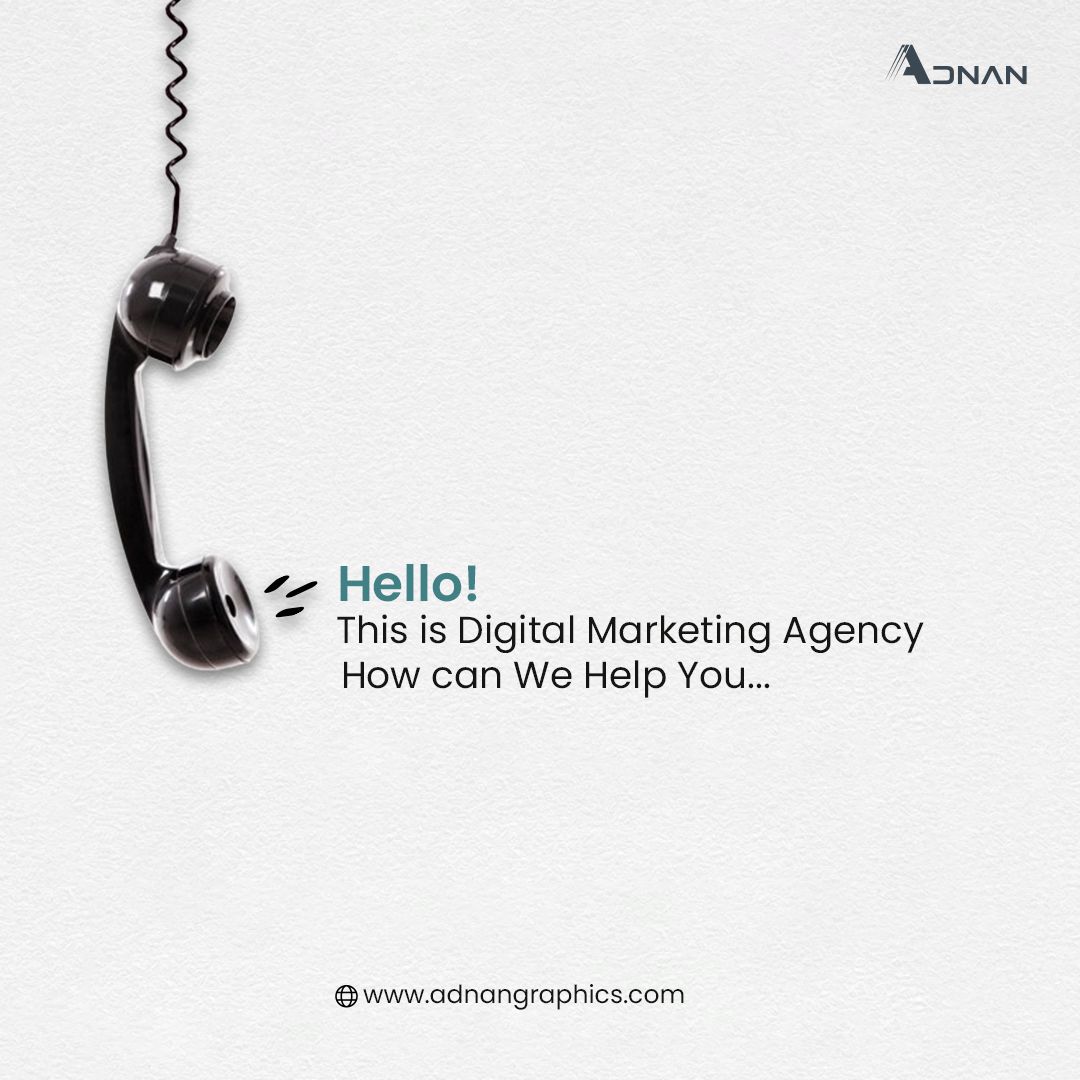 ADNAN
Hello!
This is Digital Marketing Agency
How can We Help You...
www.adnangraphics.com